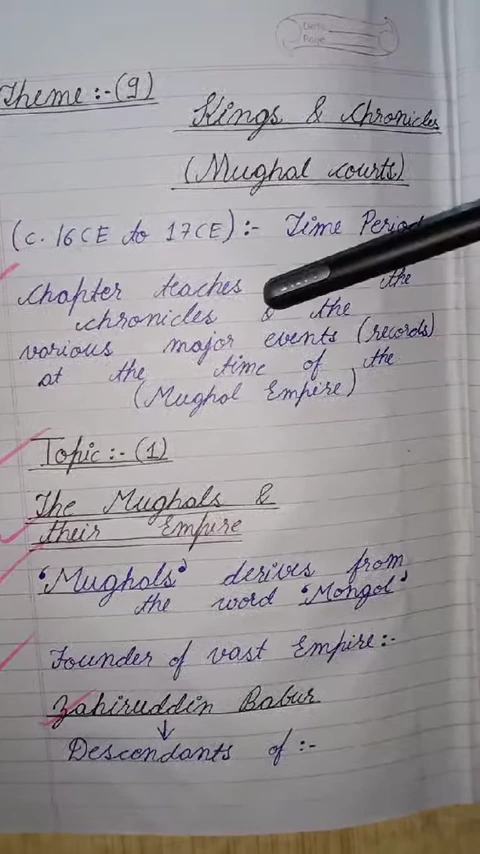 Date
Page
Theme :- (9)
Kings & Chronicles
(Mughal courts)
(c. 16CE to 17CE) :- Time Period
chapter teaches the
chronicles & the
various major events (records)
at the time of the
(Mughal Empire)
Topic :- (1)
The Mughals &
their Empire
'Mughals' derives from
the word 'Mongol'
Founder of vast Empire :-
Zahiruddin Babur
↓
Descendants of :-